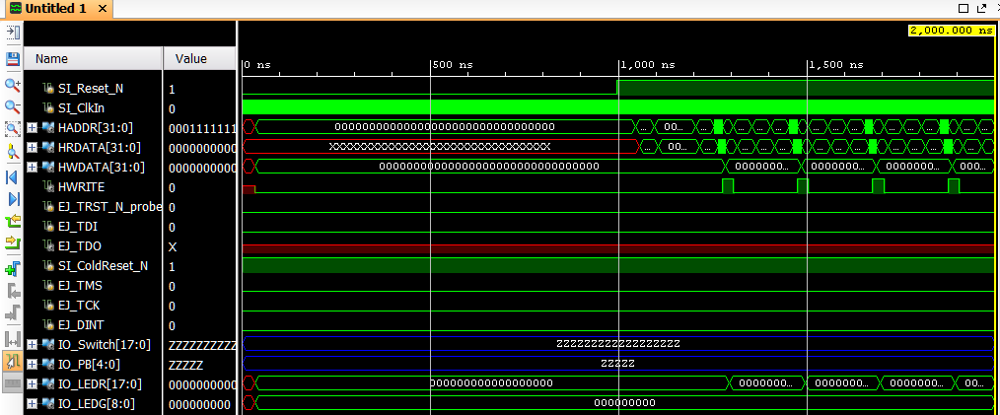 Untitled 1
2,000.000 ns
Name Value
0 ns 500 ns 1,000 ns 1,500 ns
SI_Reset_N 1
SI_ClkIn 0
HADDR[31:0] 0001111111 00000000000000000000000000000000 ... 00... ... ... ... ... ... ... ... ... ... ... ...
HRDATA[31:0] 0000000000 XXXXXXXXXXXXXXXXXXXXXXXXXXXXXXXX ... 00... ... ... ... ... ... ... ... ... ... ... ...
HWDATA[31:0] 0000000000 00000000000000000000000000000000 0000000... 0000000... 0000000... 000...
HWRITE 0
EJ_TRST_N_probe 0
EJ_TDI 0
EJ_TDO X
SI_ColdReset_N 1
EJ_TMS 0
EJ_TCK 0
EJ_DINT 0
IO_Switch[17:0] ZZZZZZZZZZ ZZZZZZZZZZZZZZZZZZ
IO_PB[4:0] ZZZZZ ZZZZZ
IO_LEDR[17:0] 0000000000 000000000000000000 0000000... 0000000... 0000000... 00...
IO_LEDG[8:0] 000000000 000000000